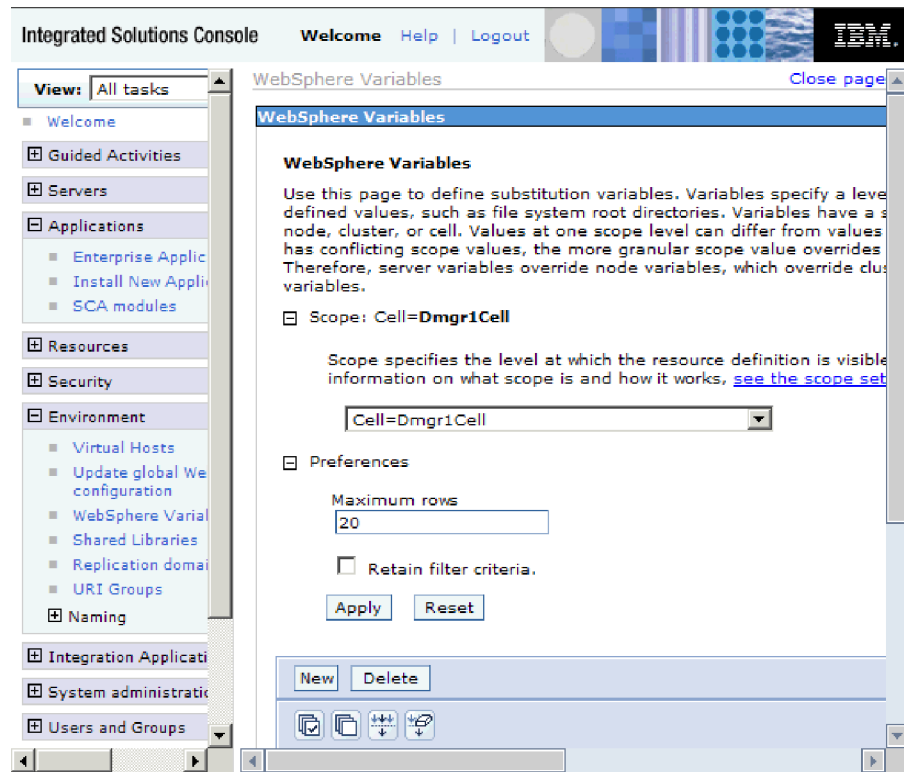 Integrated Solutions Console Welcome Help | Logout IBM.
View: All tasks
Welcome
Guided Activities
Servers
Applications
Enterprise Applic
Install New Appli
SCA modules
Resources
Security
Environment
Virtual Hosts
Update global We
configuration
WebSphere Varial
Shared Libraries
Replication domai
URI Groups
Naming
Integration Applicati
System administratio
Users and Groups
WebSphere Variables Close page
WebSphere Variables
WebSphere Variables
Use this page to define substitution variables. Variables specify a leve
defined values, such as file system root directories. Variables have a s
node, cluster, or cell. Values at one scope level can differ from values
has conflicting scope values, the more granular scope value overrides
Therefore, server variables override node variables, which override clus
variables.
Scope: Cell=Dmgr1Cell
Scope specifies the level at which the resource definition is visible
information on what scope is and how it works, see the scope set
Cell=Dmgr1Cell
Preferences
Maximum rows
20
Retain filter criteria.
Apply Reset
New Delete